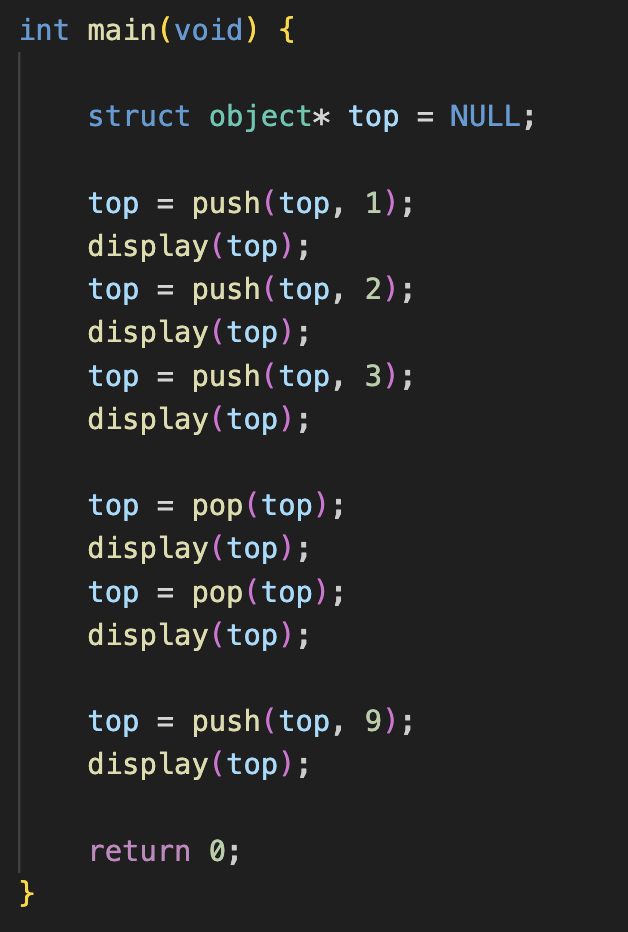 int main(void) {
struct object* top = NULL;
top = push(top, 1);
display(top);
top = push(top, 2);
display(top);
top = push(top, 3);
display(top);
top = pop(top);
display(top);
top = pop(top);
display(top);
top = push(top, 9);
display(top);
return 0;
}